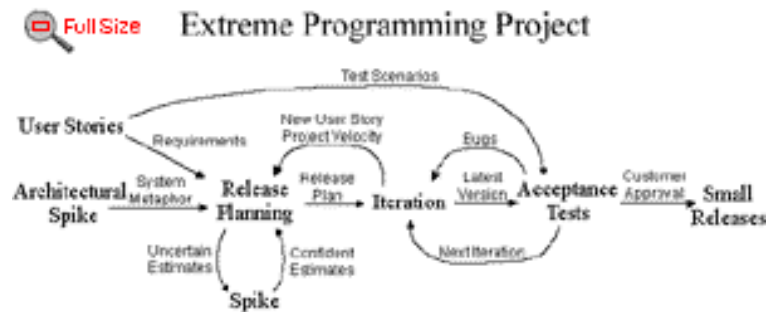 Full Size
Extreme Programming Project
Test Scenarios
User Stories
New User Story
Project Velocity
Bugs
Requirements
Architectural
Spike
System
Metaphor
Release
Planning
Release
Plan
Iteration
Latest
Version
Acceptance
Tests
Customer
Approval
Small
Releases
Uncertain
Estimates
Confident
Estimates
Next Iteration
Spike